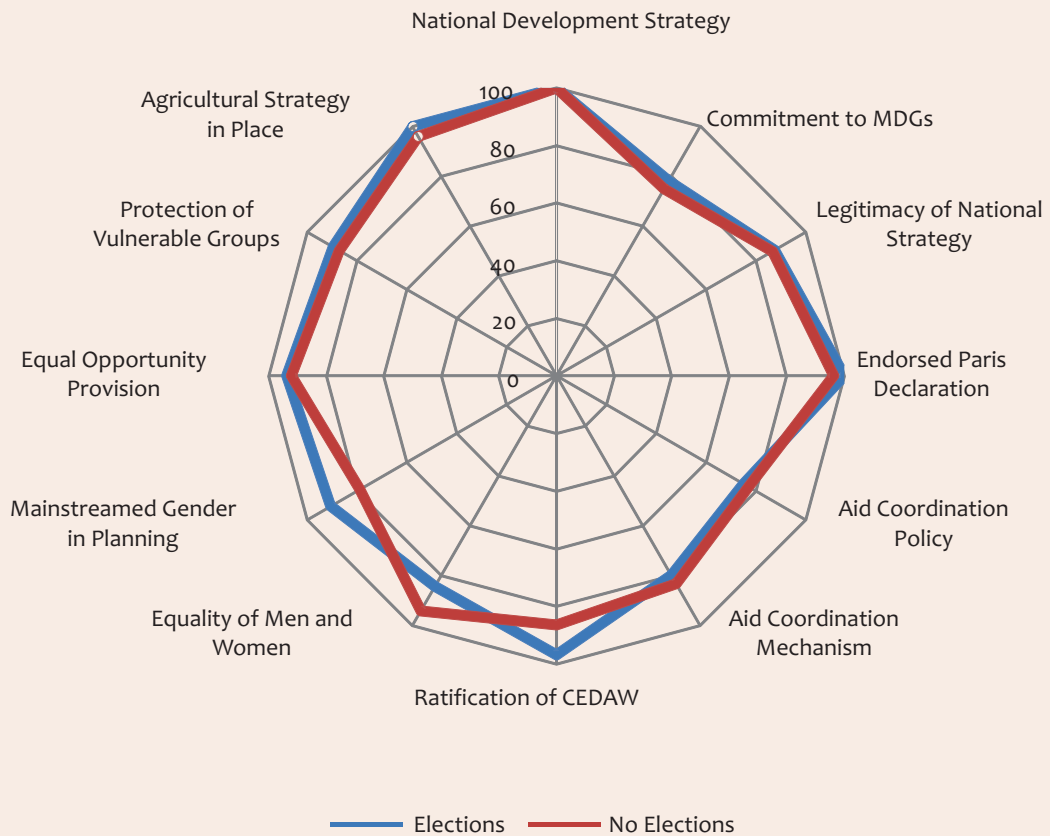 National Development Strategy
Commitment to MDGs
Legitimacy of National
Strategy
Endorsed Paris
Declaration
Aid Coordination
Policy
Aid Coordination
Mechanism
Ratification of CEDAW
Equality of Men and
Women
Mainstreamed Gender
in Planning
Equal Opportunity
Provision
Protection of
Vulnerable Groups
Agricultural Strategy
in Place
100
80
60
40
20
0
Elections
No Elections